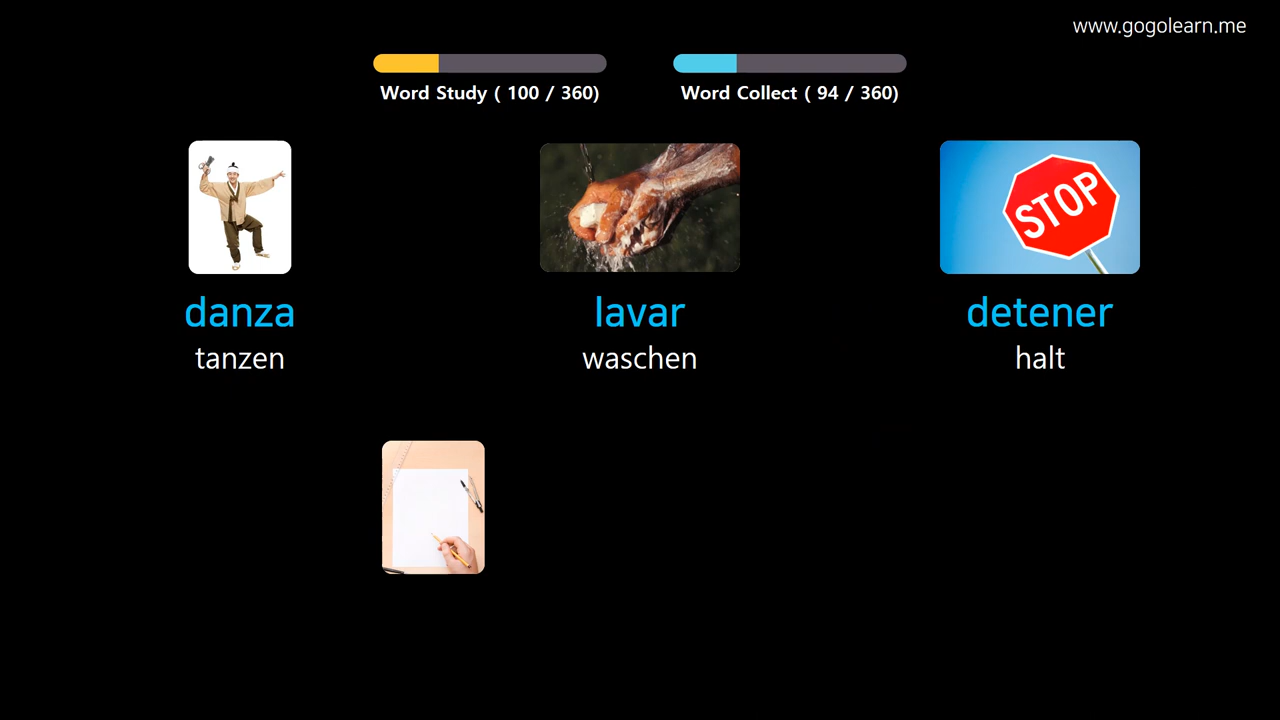 www.gogolearn.me
Word Study ( 100 / 360)
Word Collect ( 94 / 360)
STOP
danza
lavar
detener
tanzen
waschen
halt